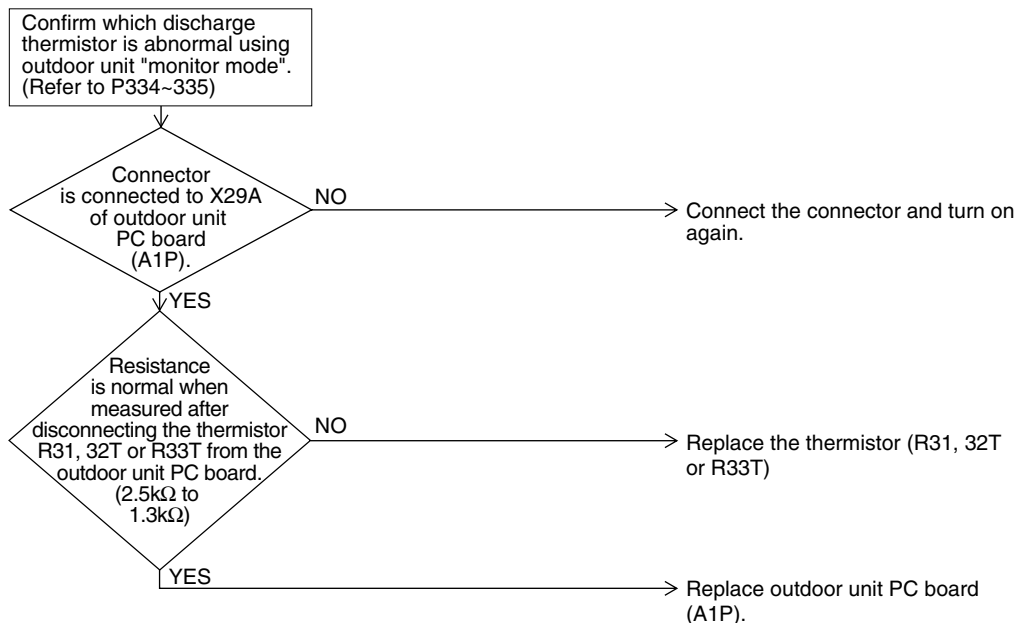 Confirm which discharge
thermistor is abnormal using
outdoor unit "monitor mode".
(Refer to P334~335)
Connector
is connected to X29A
of outdoor unit
PC board
(A1P).
NO
Connect the connector and turn on
again.
YES
Resistance
is normal when
measured after
disconnecting the thermistor
R31, 32T or R33T from the
outdoor unit PC board.
(2.5kΩ to
1.3kΩ)
NO
Replace the thermistor (R31, 32T
or R33T)
YES
Replace outdoor unit PC board
(A1P).